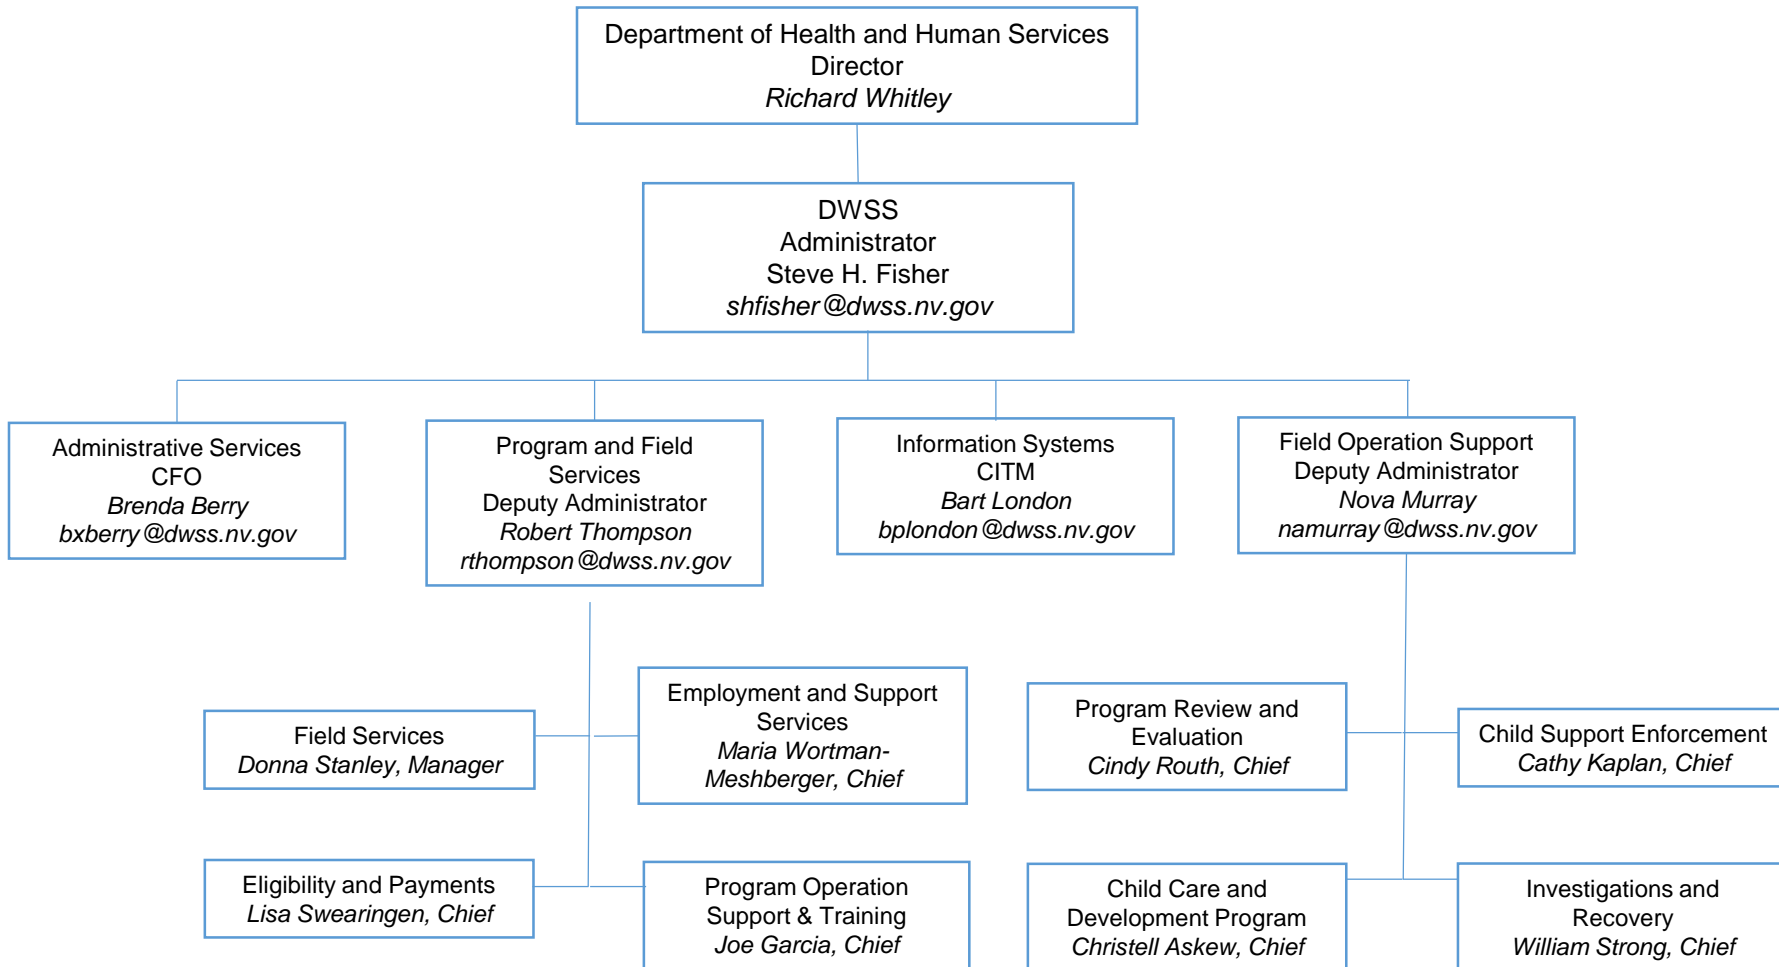 Department of Health and Human Services
Director
Richard Whitley
DWSS
Administrator
Steve H. Fisher
shfisher@dwss.nv.gov
Administrative Services
CFO
Brenda Berry
bxberry@dwss.nv.gov
Program and Field
Services
Deputy Administrator
Robert Thompson
rthompson@dwss.nv.gov
Information Systems
CITM
Bart London
bplondon@dwss.nv.gov
Field Operation Support
Deputy Administrator
Nova Murray
namurray@dwss.nv.gov
Field Services
Donna Stanley, Manager
Employment and Support
Services
Maria Wortman-
Meshberger, Chief
Program Review and
Evaluation
Cindy Routh, Chief
Child Support Enforcement
Cathy Kaplan, Chief
Eligibility and Payments
Lisa Swearingen, Chief
Program Operation
Support & Training
Joe Garcia, Chief
Child Care and
Development Program
Christell Askew, Chief
Investigations and
Recovery
William Strong, Chief